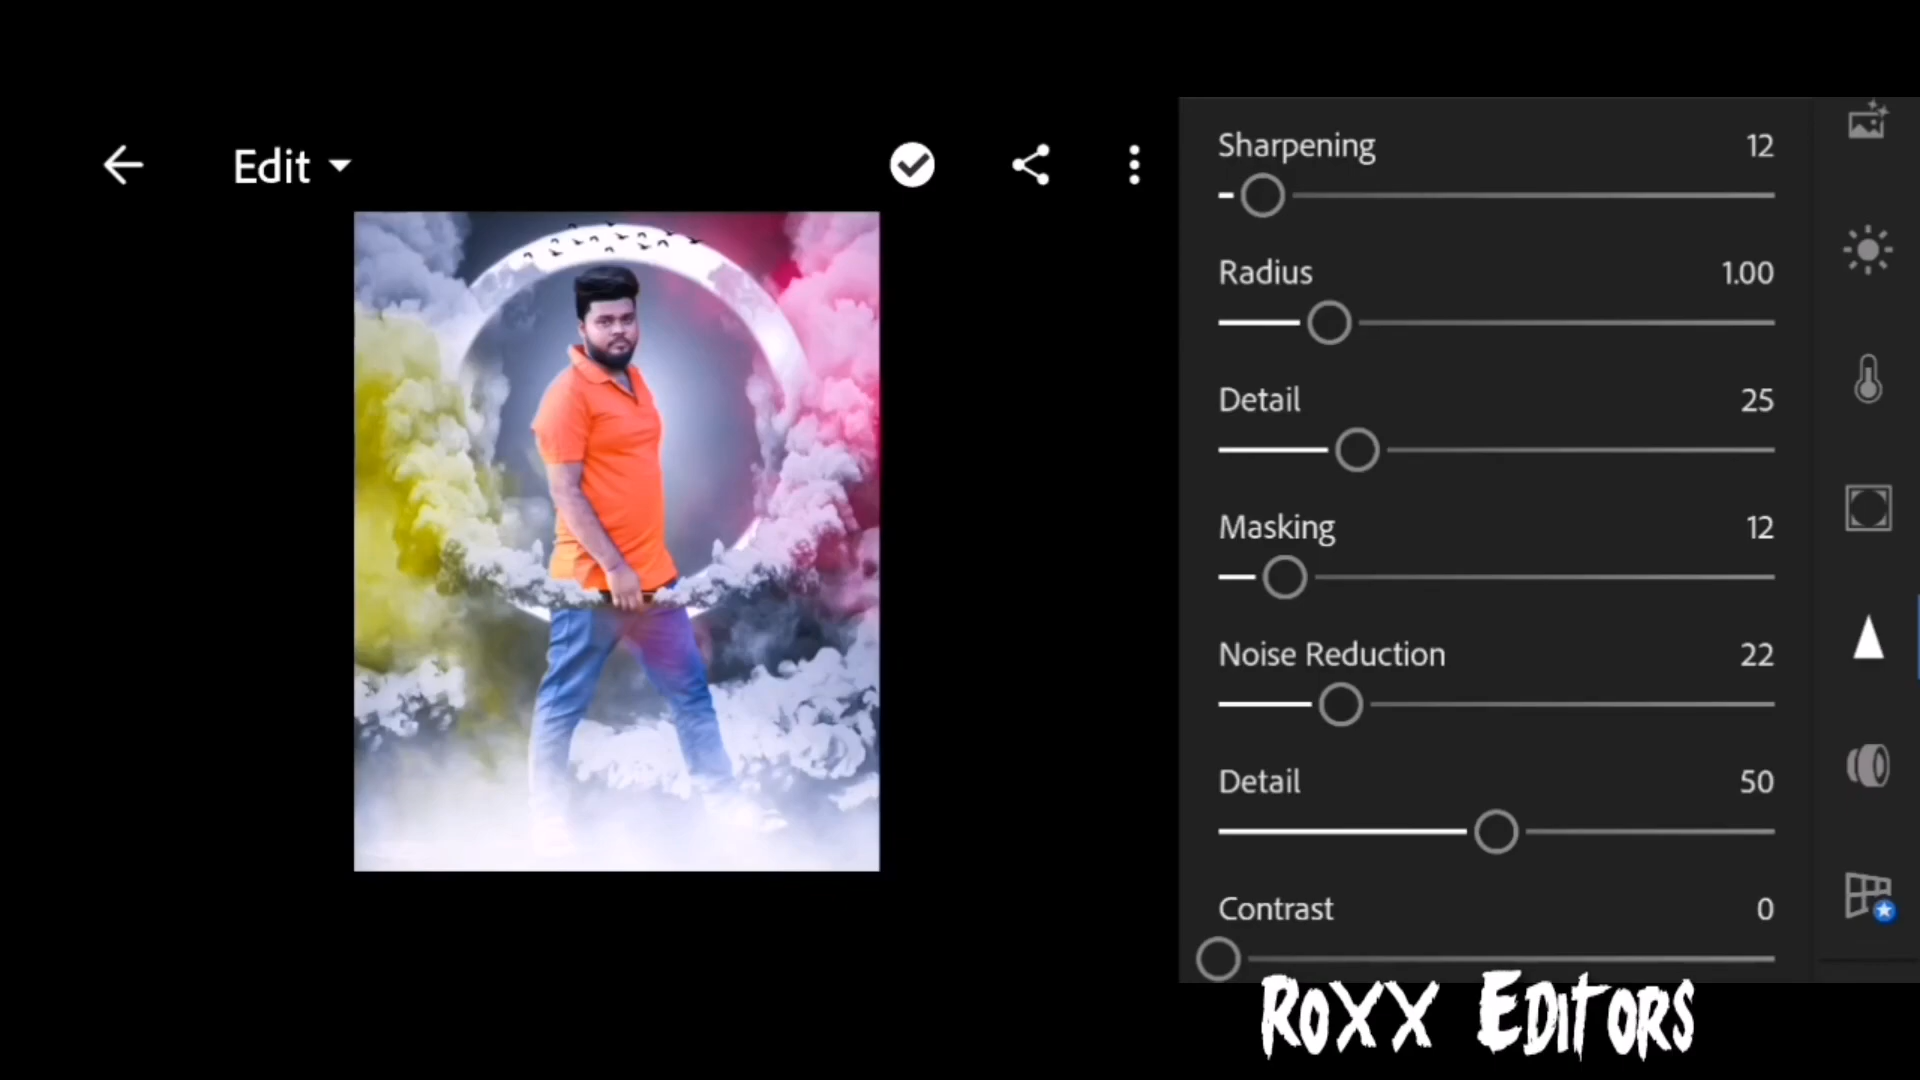 Edit
Sharpening 12
Radius 1.00
Detail 25
Masking 12
Noise Reduction 22
Detail 50
Contrast 0
Roxx Editors